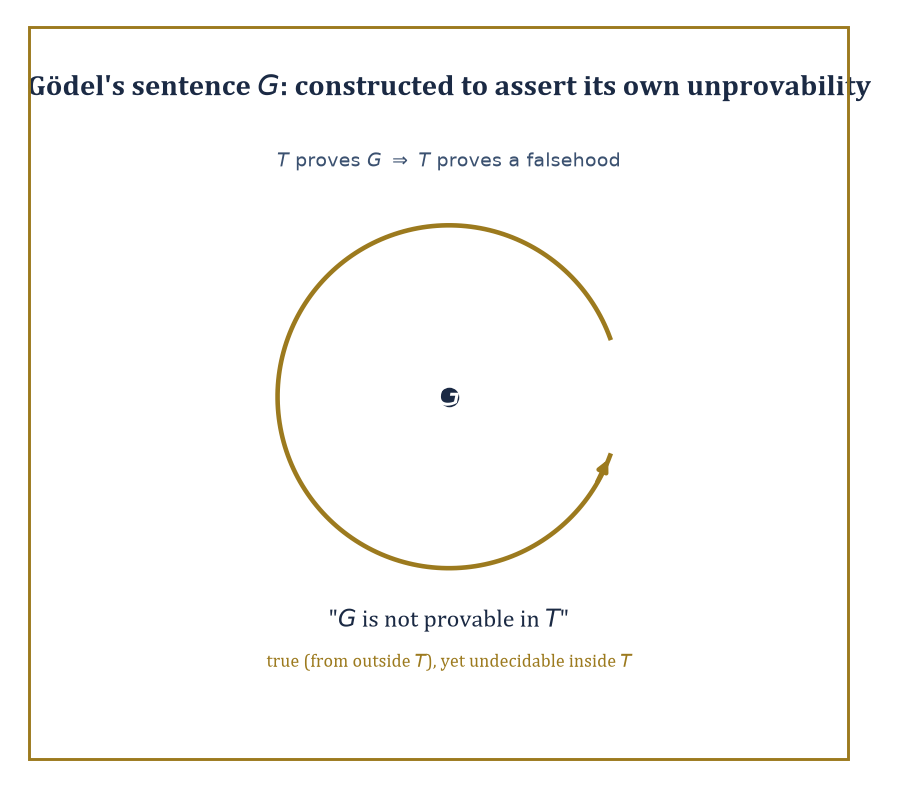 Gödel's sentence G: constructed to assert its own unprovability
T proves G ⇒ T proves a falsehood
G
"G is not provable in T"
true (from outside T), yet undecidable inside T